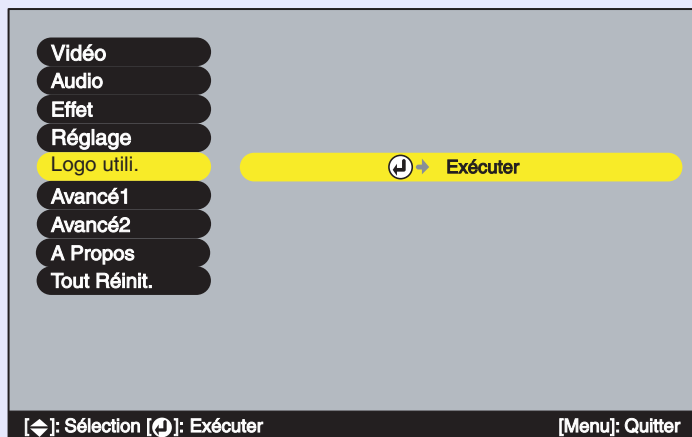 Vidéo
Audio
Effet
Réglage
Logo utili.
Exécuter
Avancé1
Avancé2
A Propos
Tout Réinit.
[]: Sélection []: Exécuter
[Menu]: Quitter